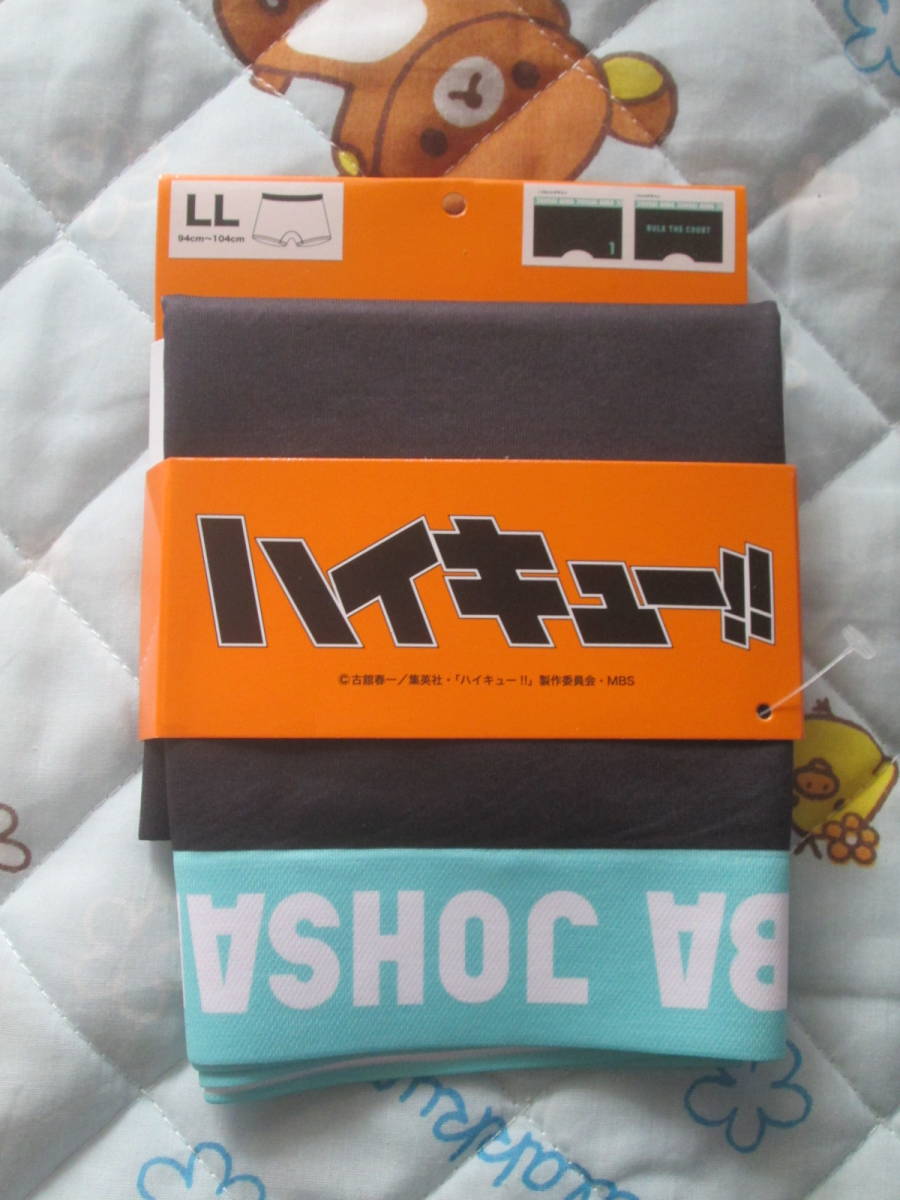 LL
94cm～104cm
1
RULE THE COURT
ハイキュー!!
©古舘春一／集英社・「ハイキュー!!」製作委員会・MBS
BA JOHSA